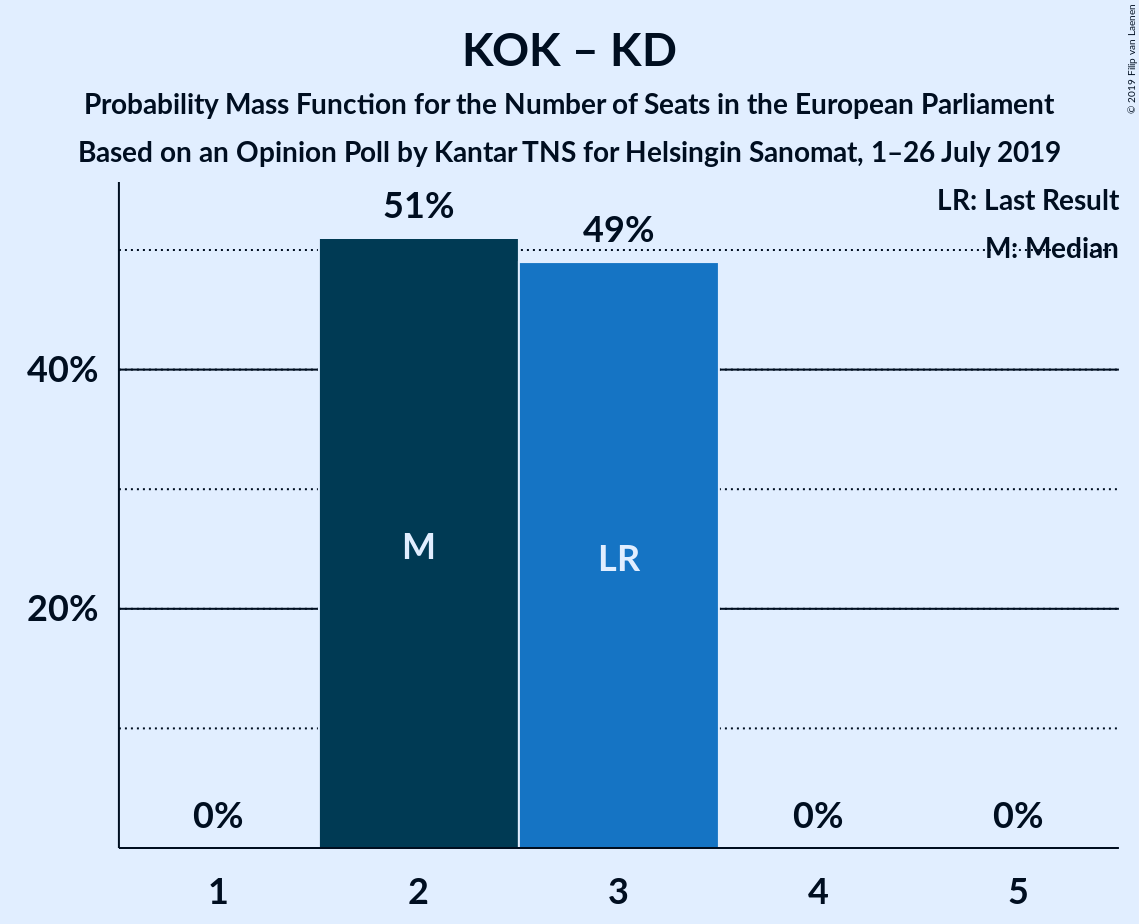 KOK – KD
Probability Mass Function for the Number of Seats in the European Parliament
Based on an Opinion Poll by Kantar TNS for Helsingin Sanomat, 1–26 July 2019
© 2019 Filip van Laenen
LR: Last Result
M: Median
51%
49%
40%
20%
M
LR
0%
0%
0%
1
2
3
4
5